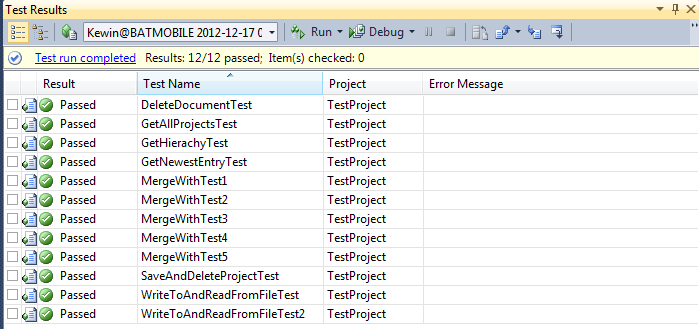 Test Results
Kewin@BATMOBILE 2012-12-17 0 Run Debug
Test run completed Results: 12/12 passed; Item(s) checked: 0
Result Test Name Project Error Message
Passed DeleteDocumentTest TestProject
Passed GetAllProjectsTest TestProject
Passed GetHierachyTest TestProject
Passed GetNewestEntryTest TestProject
Passed MergeWithTest1 TestProject
Passed MergeWithTest2 TestProject
Passed MergeWithTest3 TestProject
Passed MergeWithTest4 TestProject
Passed MergeWithTest5 TestProject
Passed SaveAndDeleteProjectTest TestProject
Passed WriteToAndReadFromFileTest TestProject
Passed WriteToAndReadFromFileTest2 TestProject